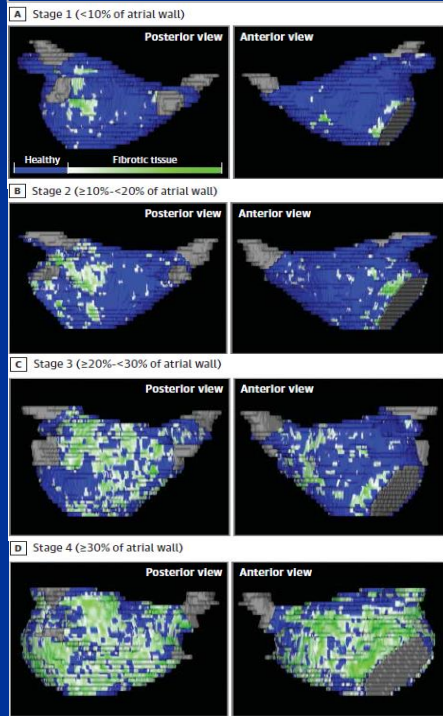 A Stage 1 (<10% of atrial wall)
Posterior view
Anterior view
Healthy
Fibrotic tissue
B Stage 2 (≥10%-<20% of atrial wall)
Posterior view
Anterior view
C Stage 3 (≥20%-<30% of atrial wall)
Posterior view
Anterior view
D Stage 4 (≥30% of atrial wall)
Posterior view
Anterior view